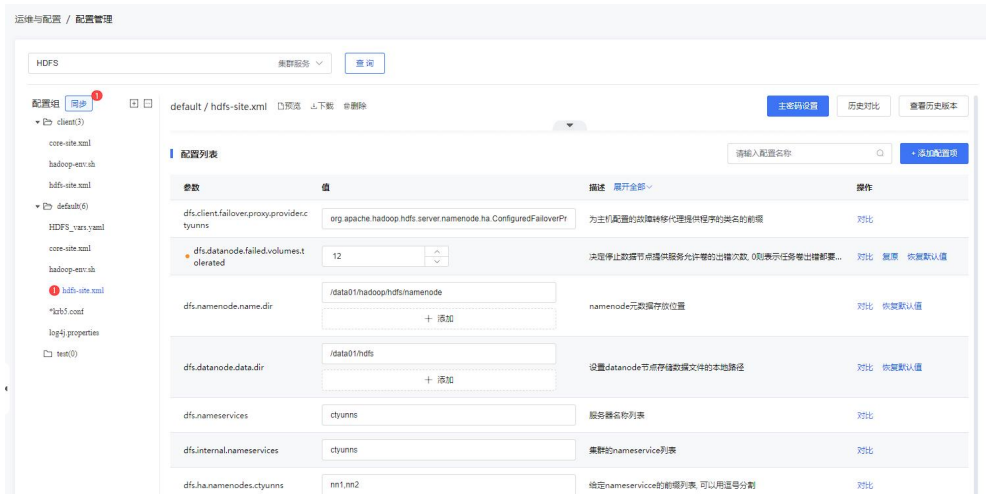 运维与配置 / 配置管理
HDFS 集群服务 查询
配置组 同步 1
client(3)
core-site.xml
hadoop-env.sh
hdfs-site.xml
default(6)
HDFS_vars.yaml
core-site.xml
hadoop-env.sh
1 hdfs-site.xml
*krb5.conf
log4j.properties
test(0)
default / hdfs-site.xml 预览 下载 删除 主密码设置 历史对比 查看历史版本
配置列表 请输入配置名称 + 添加配置项
参数 值 描述 展开全部 操作
dfs.client.failover.proxy.provider.c
tyunns
org.apache.hadoop.hdfs.server.namenode.ha.ConfiguredFailoverPr
为主机配置的故障转移代理提供程序的类名的前缀 对比
dfs.datanode.failed.volumes.t
olerated
12
决定停止数据节点提供服务允许卷的出错次数, 0则表示任务卷出错都要... 对比 复原 恢复默认值
dfs.namenode.name.dir
/data01/hadoop/hdfs/namenode
+ 添加
namenode元数据存放位置 对比 恢复默认值
dfs.datanode.data.dir
/data01/hdfs
+ 添加
设置datanode节点存储数据文件的本地路径 对比 恢复默认值
dfs.nameservices ctyunns 服务器名称列表 对比
dfs.internal.nameservices ctyunns 集群的nameservice列表 对比
dfs.ha.namenodes.ctyunns nn1,nn2 给定nameservicce的前缀列表, 可以用逗号分割 对比